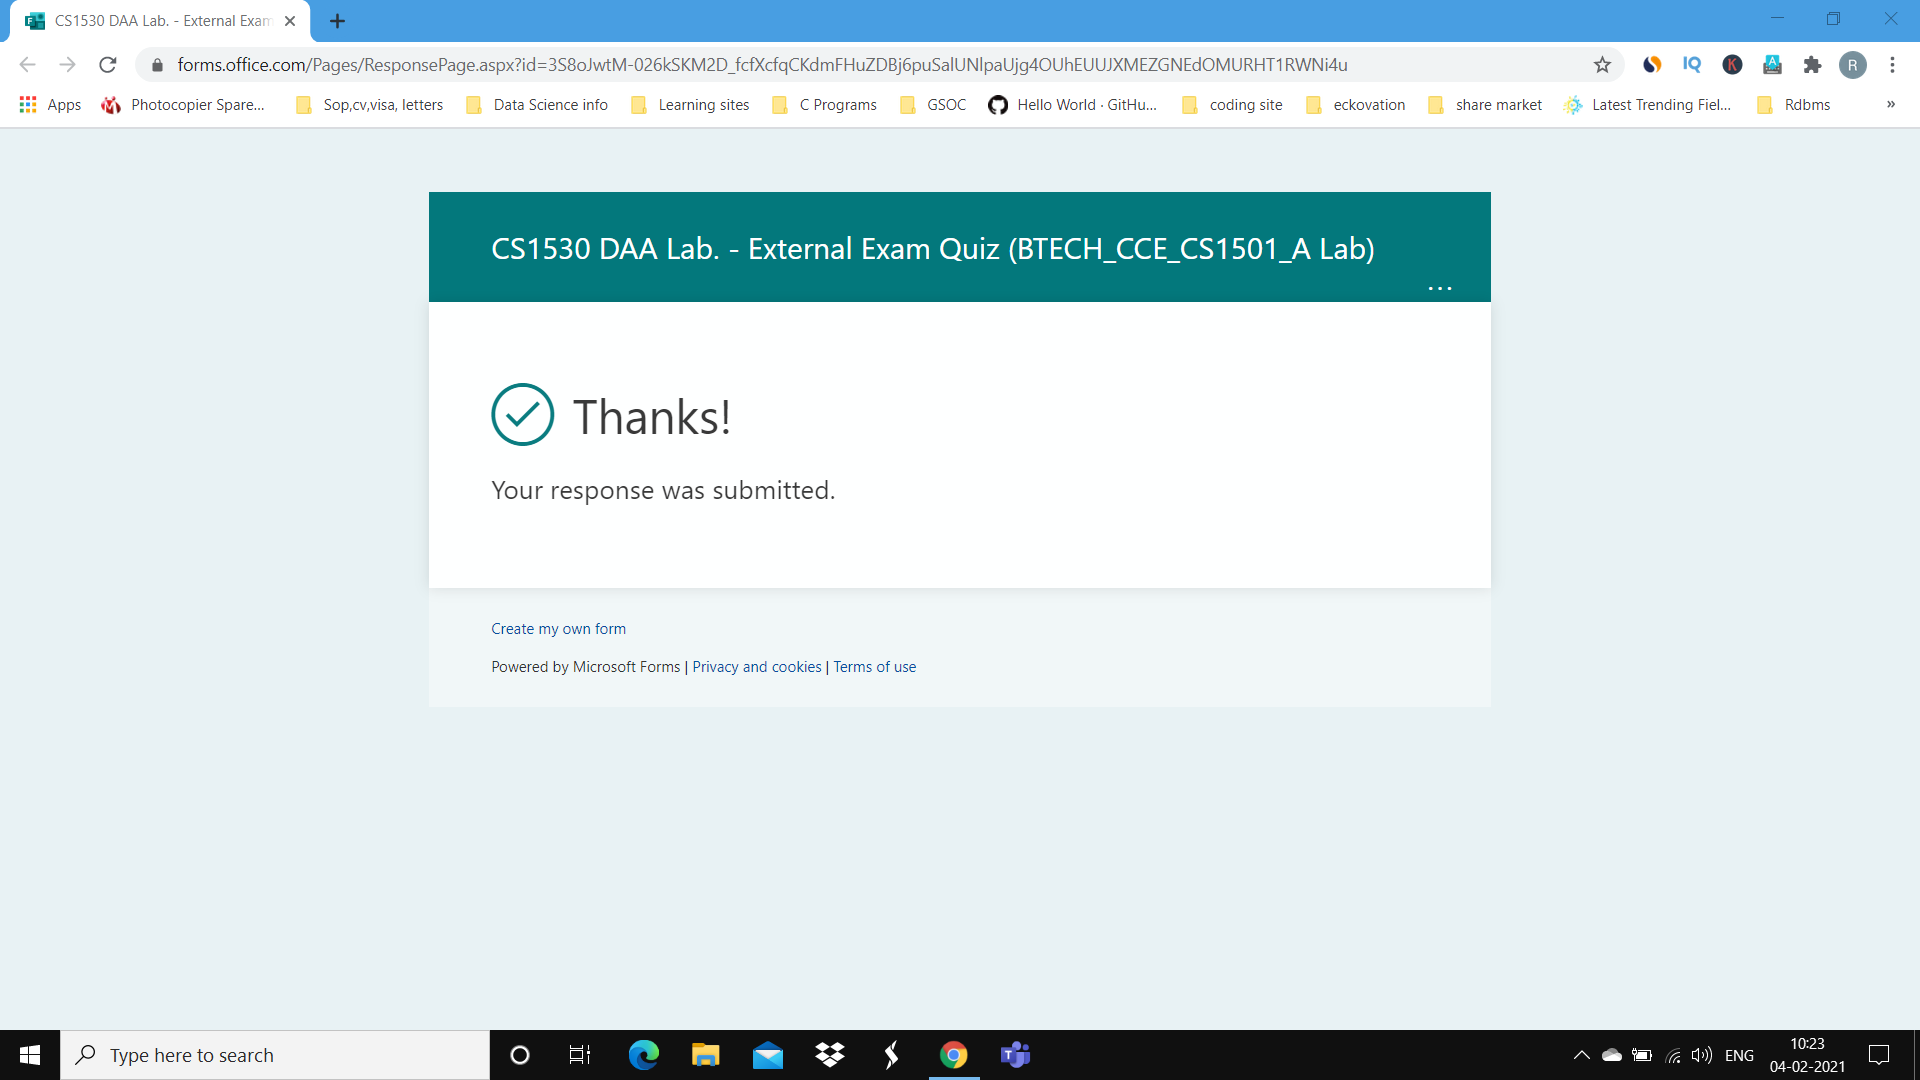 CS1530 DAA Lab. - External Exam
forms.office.com/Pages/ResponsePage.aspx?id=3S8oJwtM-026kSKM2D_fcfXcfqCKdmFHuZDBj6puSalUNlpaUjg4OUhEUUJXMEZGNEdOMURHT1RWNi4u
IQ K A R
Apps Photocopier Spare... Sop,cv,visa, letters Data Science info Learning sites C Programs GSOC Hello World · GitHu... coding site eckovation share market Latest Trending Fiel... Rdbms »
CS1530 DAA Lab. - External Exam Quiz (BTECH_CCE_CS1501_A Lab)
...
Thanks!
Your response was submitted.
Create my own form
Powered by Microsoft Forms | Privacy and cookies | Terms of use
Type here to search
ENG
10:23
04-02-2021